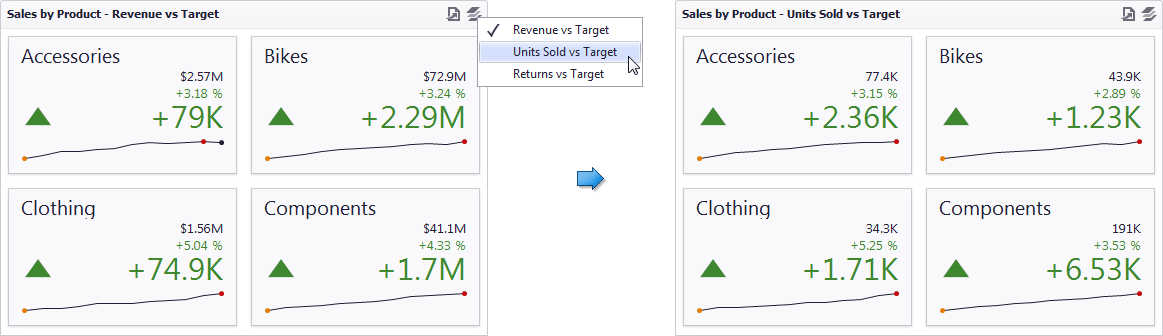 Sales by Product - Revenue vs Target
Accessories
$2.57M
+3.18 %
+79K
Bikes
$72.9M
+3.24 %
+2.29M
Clothing
$1.56M
+5.04 %
+74.9K
Components
$41.1M
+4.33 %
+1.7M
Revenue vs Target
Units Sold vs Target
Returns vs Target
Sales by Product - Units Sold vs Target
Accessories
77.4K
+3.15 %
+2.36K
Bikes
43.9K
+2.89 %
+1.23K
Clothing
34.3K
+5.25 %
+1.71K
Components
191K
+3.53 %
+6.53K